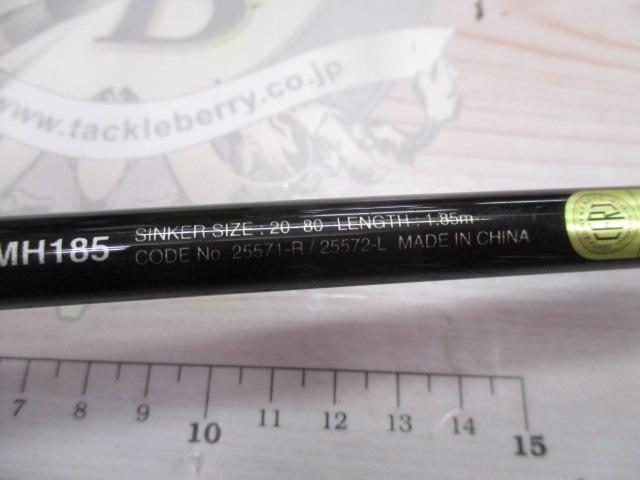 B
www.tackleberry.co.jp
MH185
SINKER SIZE : 20-80 LENGTH : 1.85m
CODE No. 25571-R / 25572-L MADE IN CHINA
7 8 9 10 11 12 13 14 15